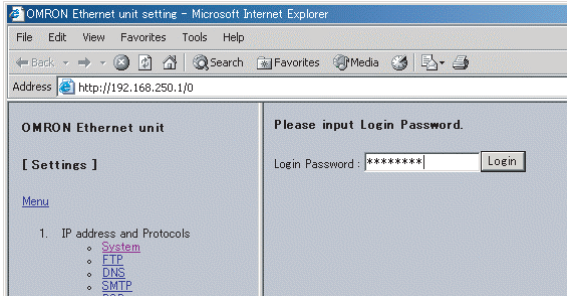 OMRON Ethernet unit setting - Microsoft Internet Explorer
File Edit View Favorites Tools Help
Back Search Favorites Media
Address http://192.168.250.1/0
OMRON Ethernet unit
[ Settings ]
Menu
1. IP address and Protocols
System
FTP
DNS
SMTP
Please input Login Password.
Login Password : ******** Login